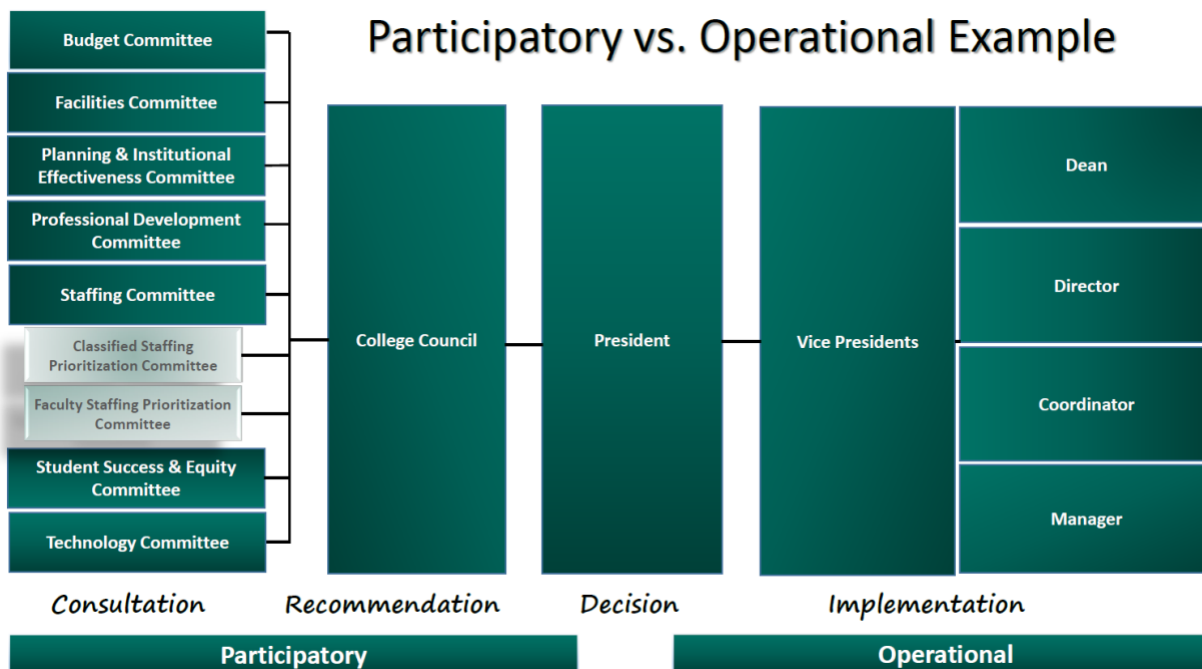 Participatory vs. Operational Example
Budget Committee
Facilities Committee
Planning & Institutional
Effectiveness Committee
Professional Development
Committee
Staffing Committee
Classified Staffing
Prioritization Committee
Faculty Staffing Prioritization
Committee
Student Success & Equity
Committee
Technology Committee
College Council
President
Vice Presidents
Dean
Director
Coordinator
Manager
Consultation
Recommendation
Decision
Implementation
Participatory
Operational